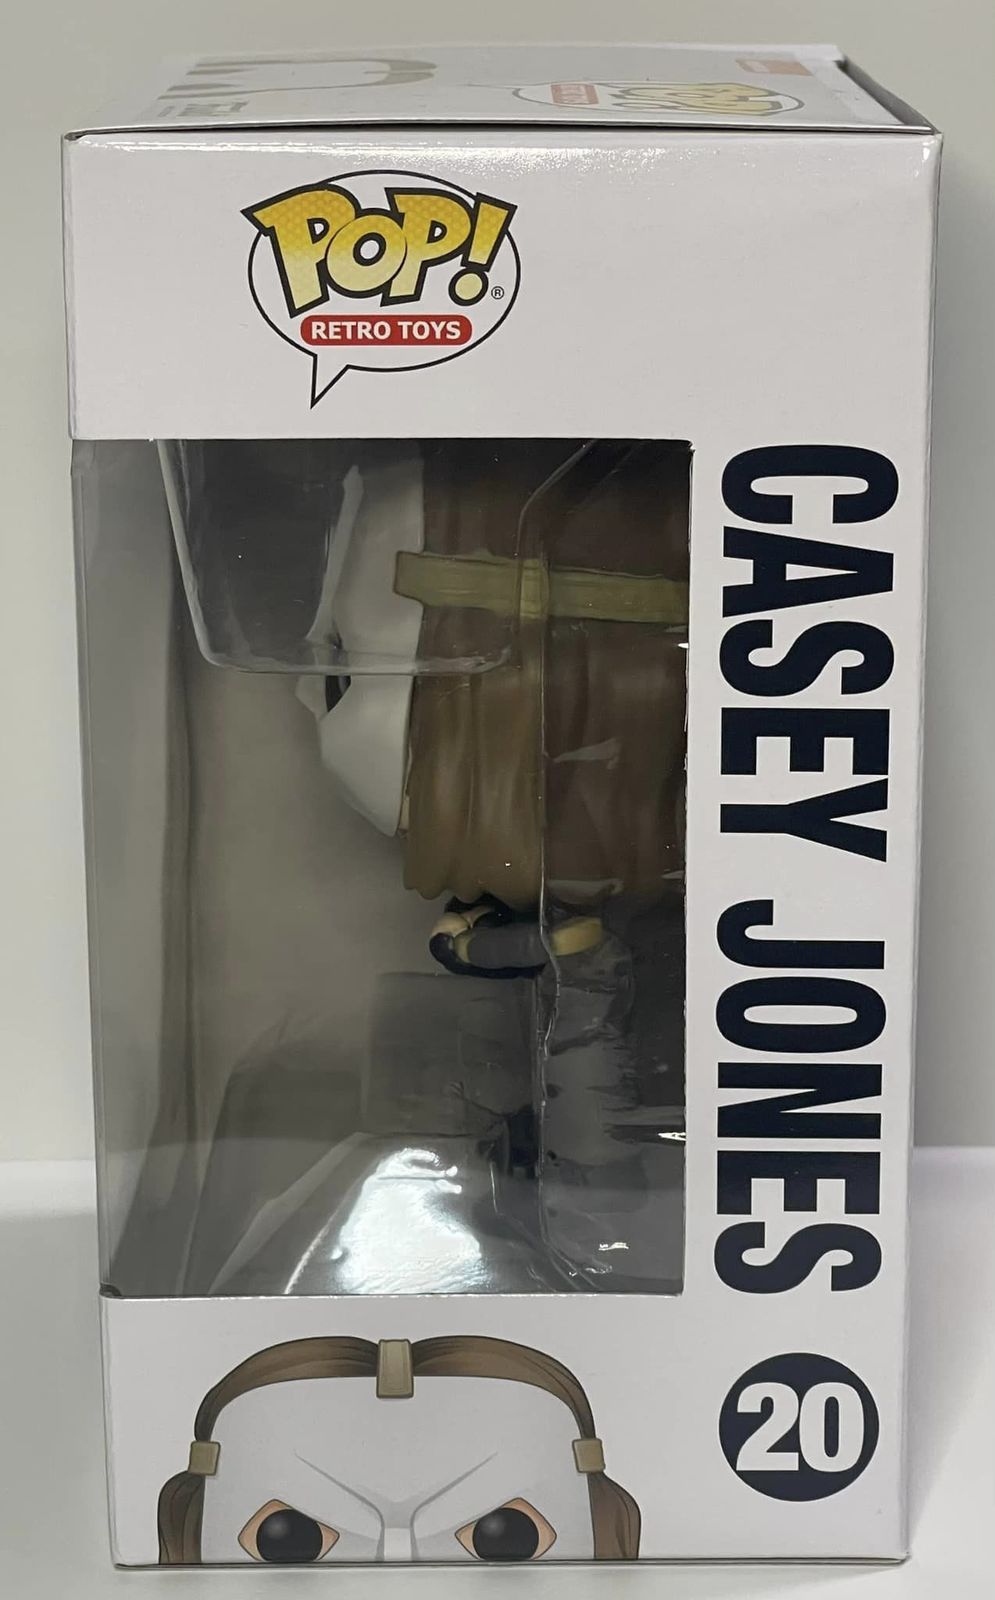 POP!
®
RETRO TOYS
CASEY JONES
20